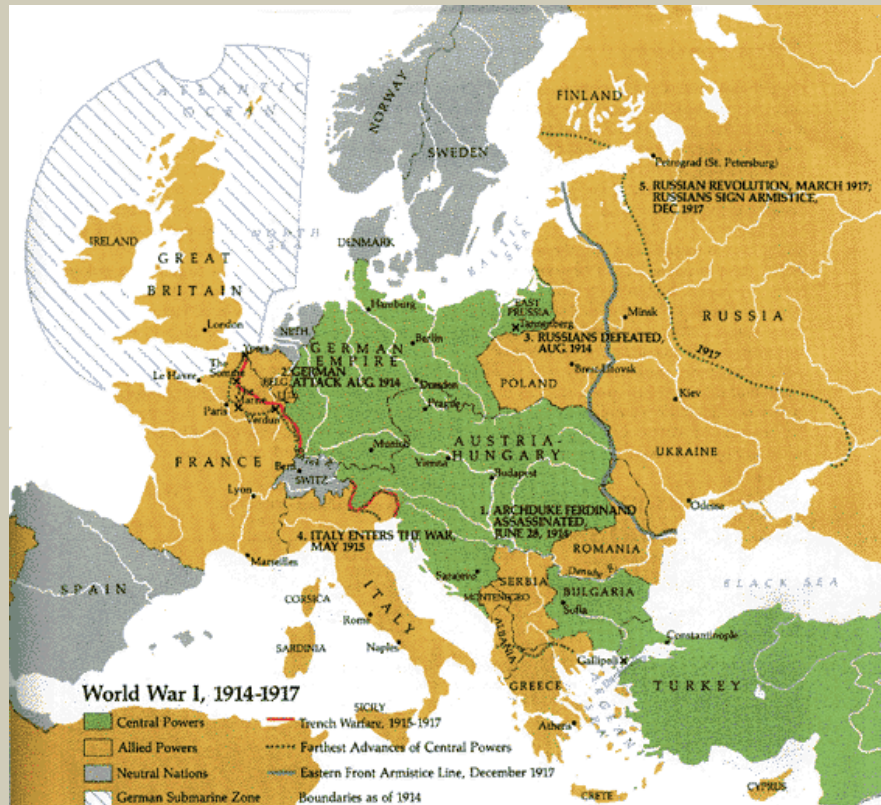 ATLANTIC
OCEAN
NORWAY
SWEDEN
FINLAND
Petrograd (St. Petersburg)
5. RUSSIAN REVOLUTION, MARCH 1917;
RUSSIANS SIGN ARMISTICE,
DEC 1917
IRELAND
GREAT
BRITAIN
London
NORTH
SEA
DENMARK
BALTIC
SEA
Hamburg
EAST
PRUSSIA
Tannenberg
Minsk
RUSSIA
NETH
GERMAN
EMPIRE
Berlin
3. RUSSIANS DEFEATED,
AUG. 1914
1917
Ypres
The
Somme
BELG.
2. GERMAN
ATTACK AUG. 1914
Le Havre
Dresden
POLAND
Brest-Litovsk
Prague
Kiev
Paris
Marne
Verdun
UKRAINE
FRANCE
Munich
AUSTRIA-
HUNGARY
Vienna
Budapest
Bern
SWITZ
Lyon
Odessa
1. ARCHDUKE FERDINAND
ASSASSINATED,
JUNE 28, 1914
4. ITALY ENTERS THE WAR,
MAY 1915
ROMANIA
Danube R.
Marseilles
SPAIN
ITALY
Sarajevo
SERBIA
MONTENEGRO
BULGARIA
Sofia
BLACK SEA
CORSICA
Rome
ALBANIA
Constantinople
SARDINIA
Naples
Gallipoli
GREECE
AEGEAN
SEA
TURKEY
SICILY
Athens
CRETE
CYPRUS
World War I, 1914-1917
Central Powers
Trench Warfare, 1915-1917
Allied Powers
Farthest Advances of Central Powers
Neutral Nations
Eastern Front Armistice Line, December 1917
German Submarine Zone
Boundaries as of 1914